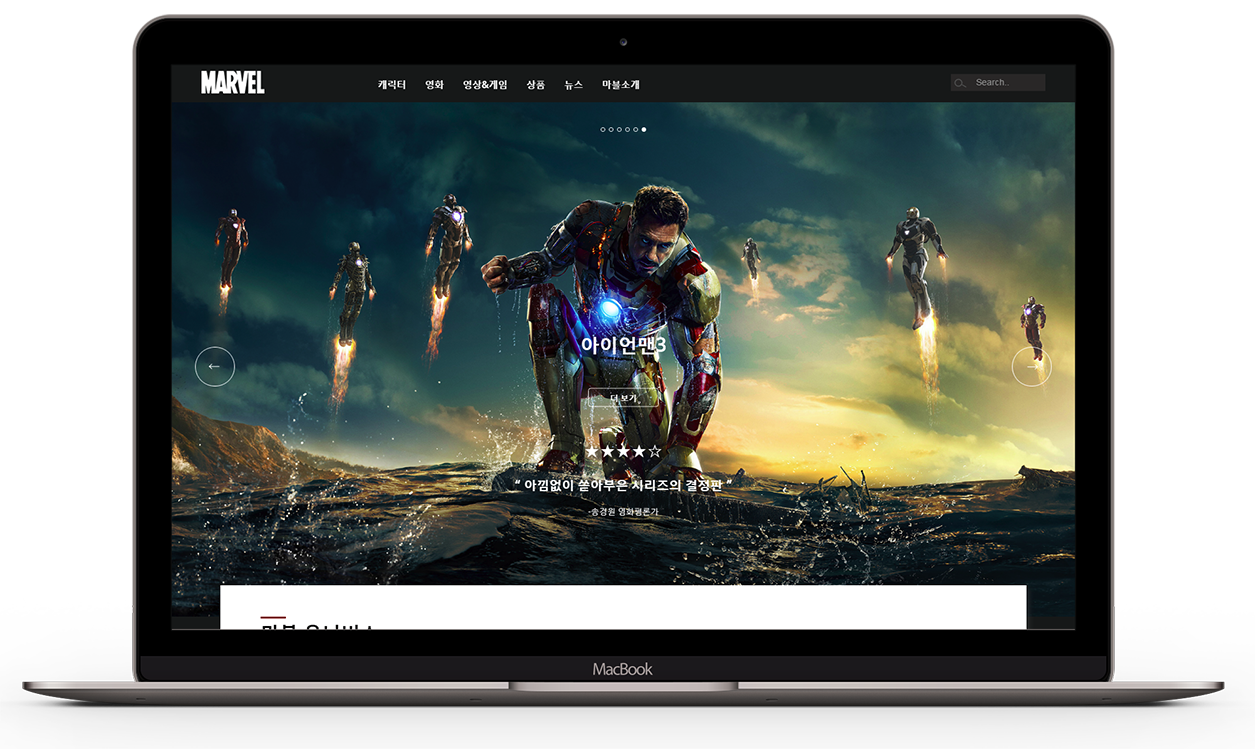 MARVEL
캐릭터 영화 영상&게임 상품 뉴스 마블소개
Search..
아이언맨3
더 보기
★★★★☆
“ 아낌없이 쏟아부은 시리즈의 결정판 ”
-송경원 영화평론가
MacBook